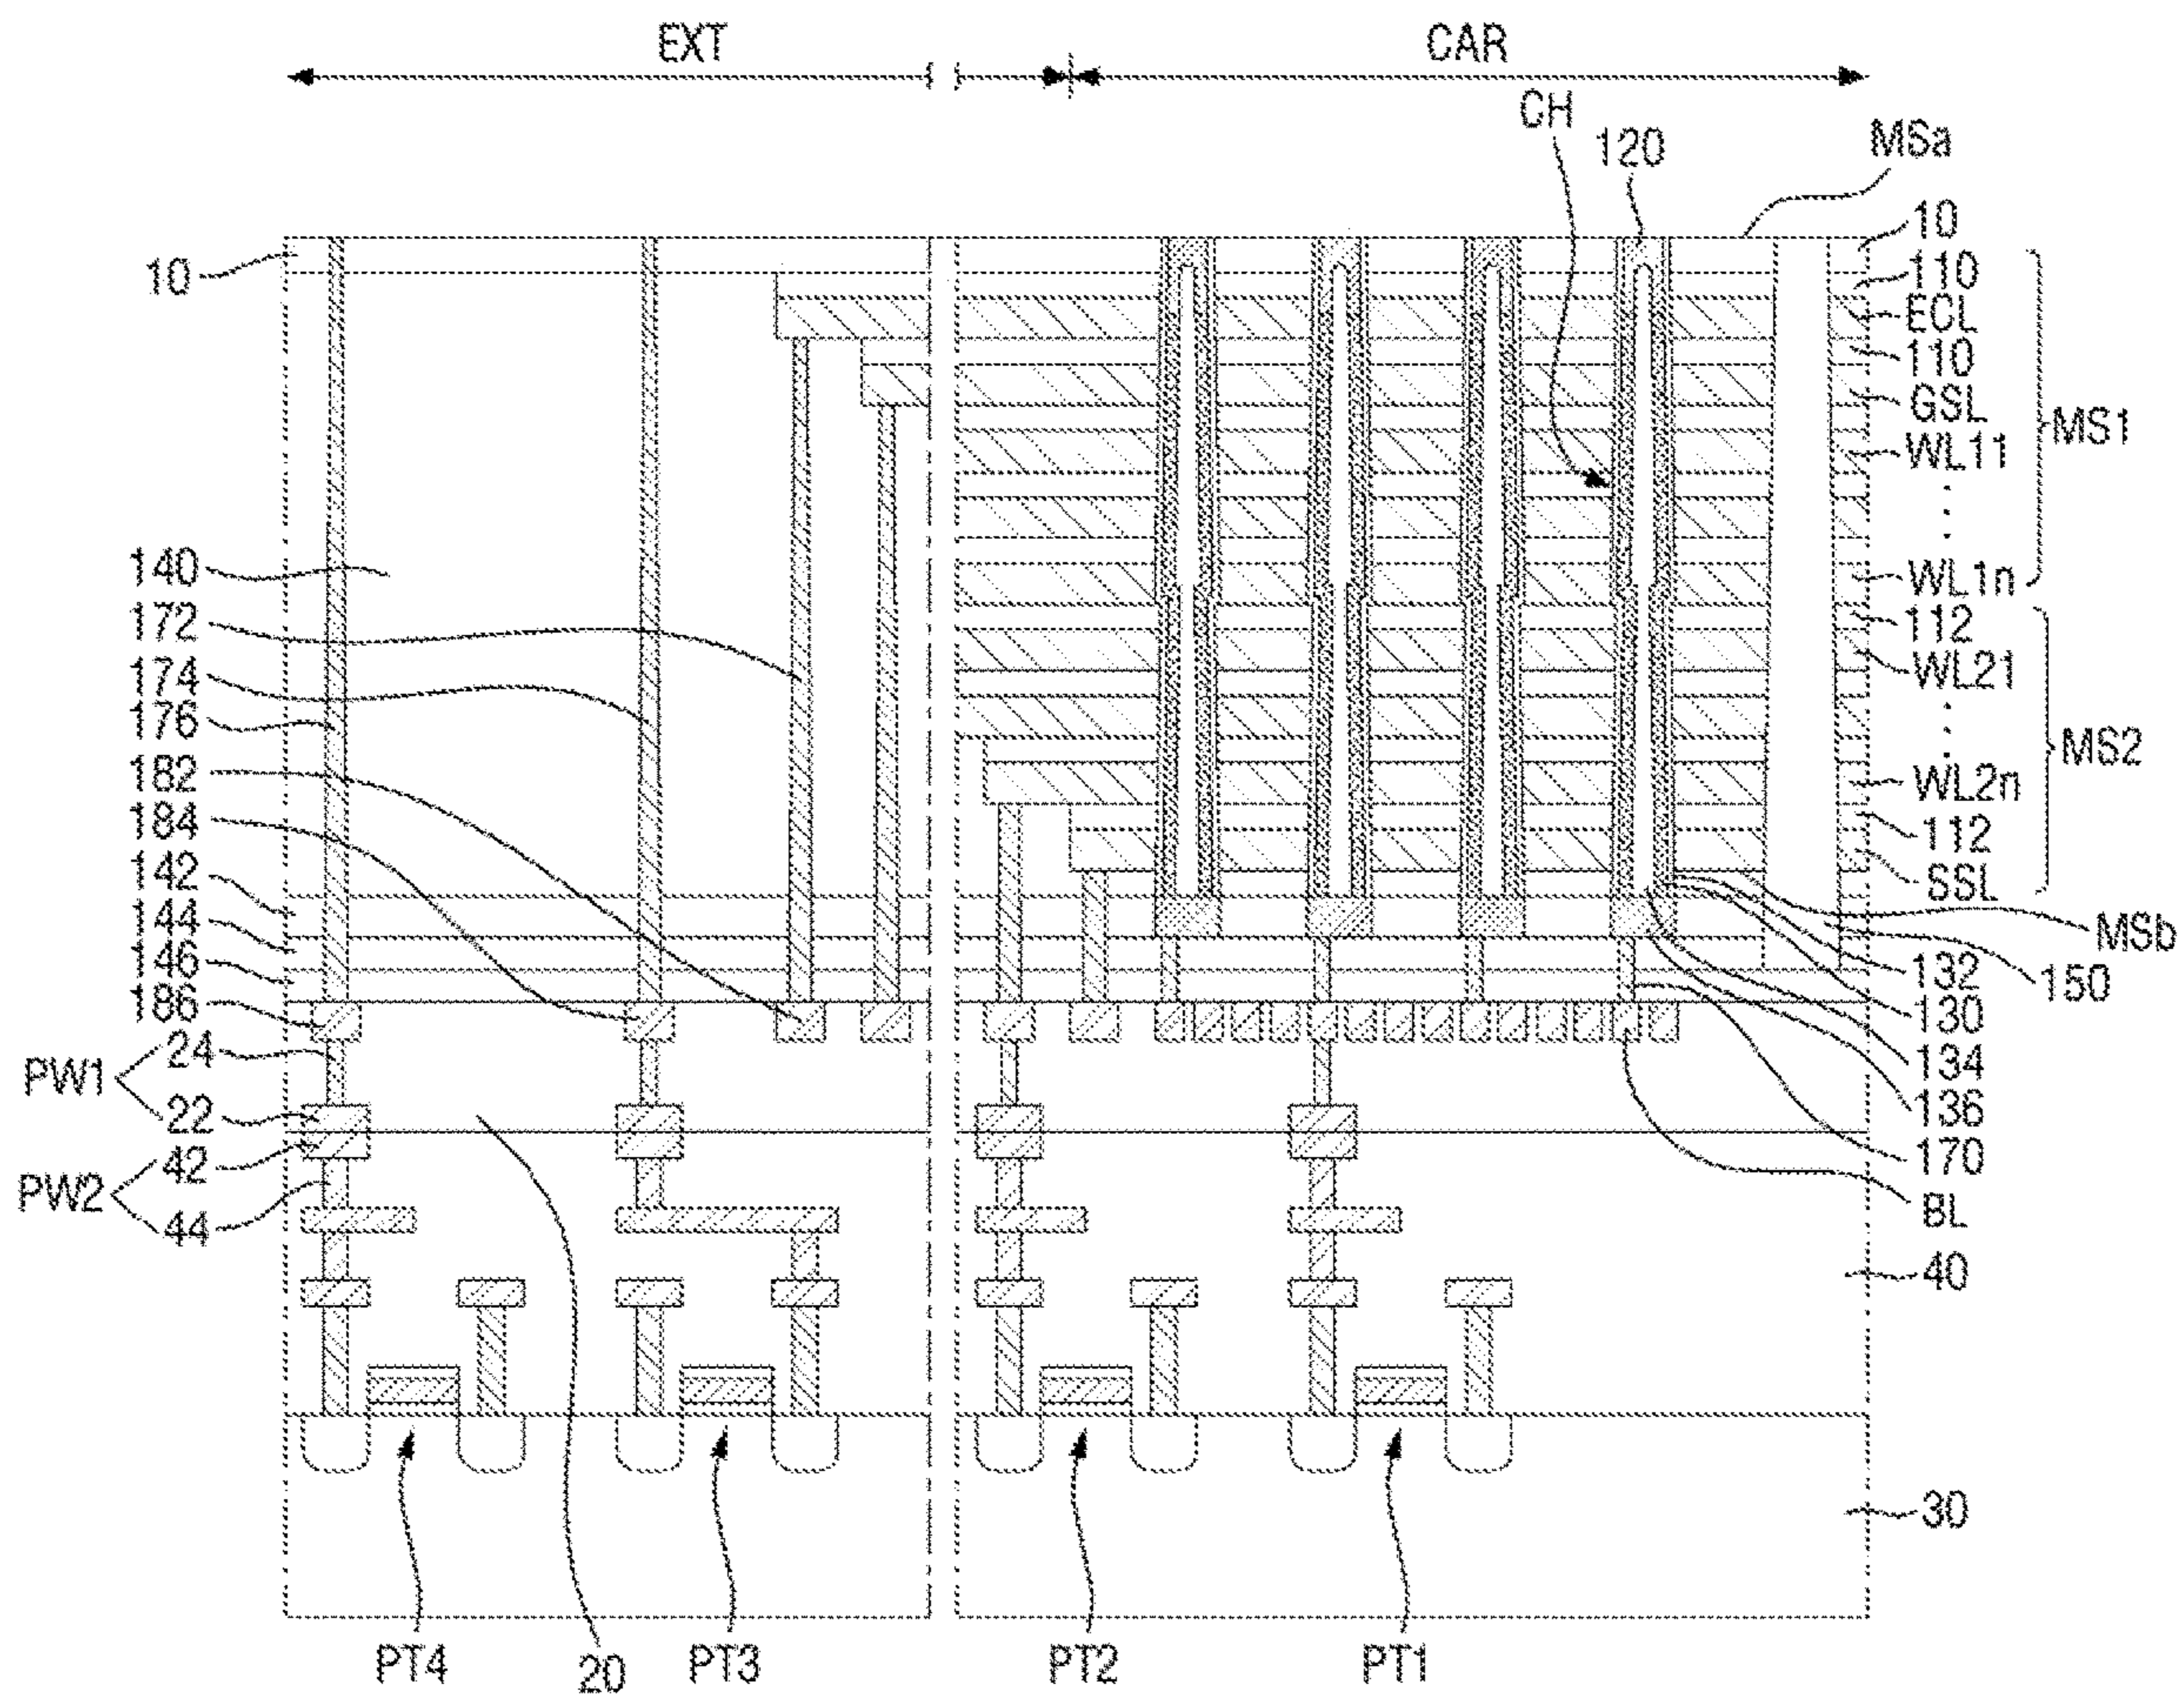 EXT
CAR
CH
120
MSa
10
10
110
ECL
110
GSL
WL11
MS1
WL1n
112
WL21
MS2
WL2n
112
SSL
MSb
132
150
130
134
136
170
BL
140
172
174
176
182
184
142
144
146
186
24
PW1
22
42
PW2
44
40
30
PT4
20
PT3
PT2
PT1